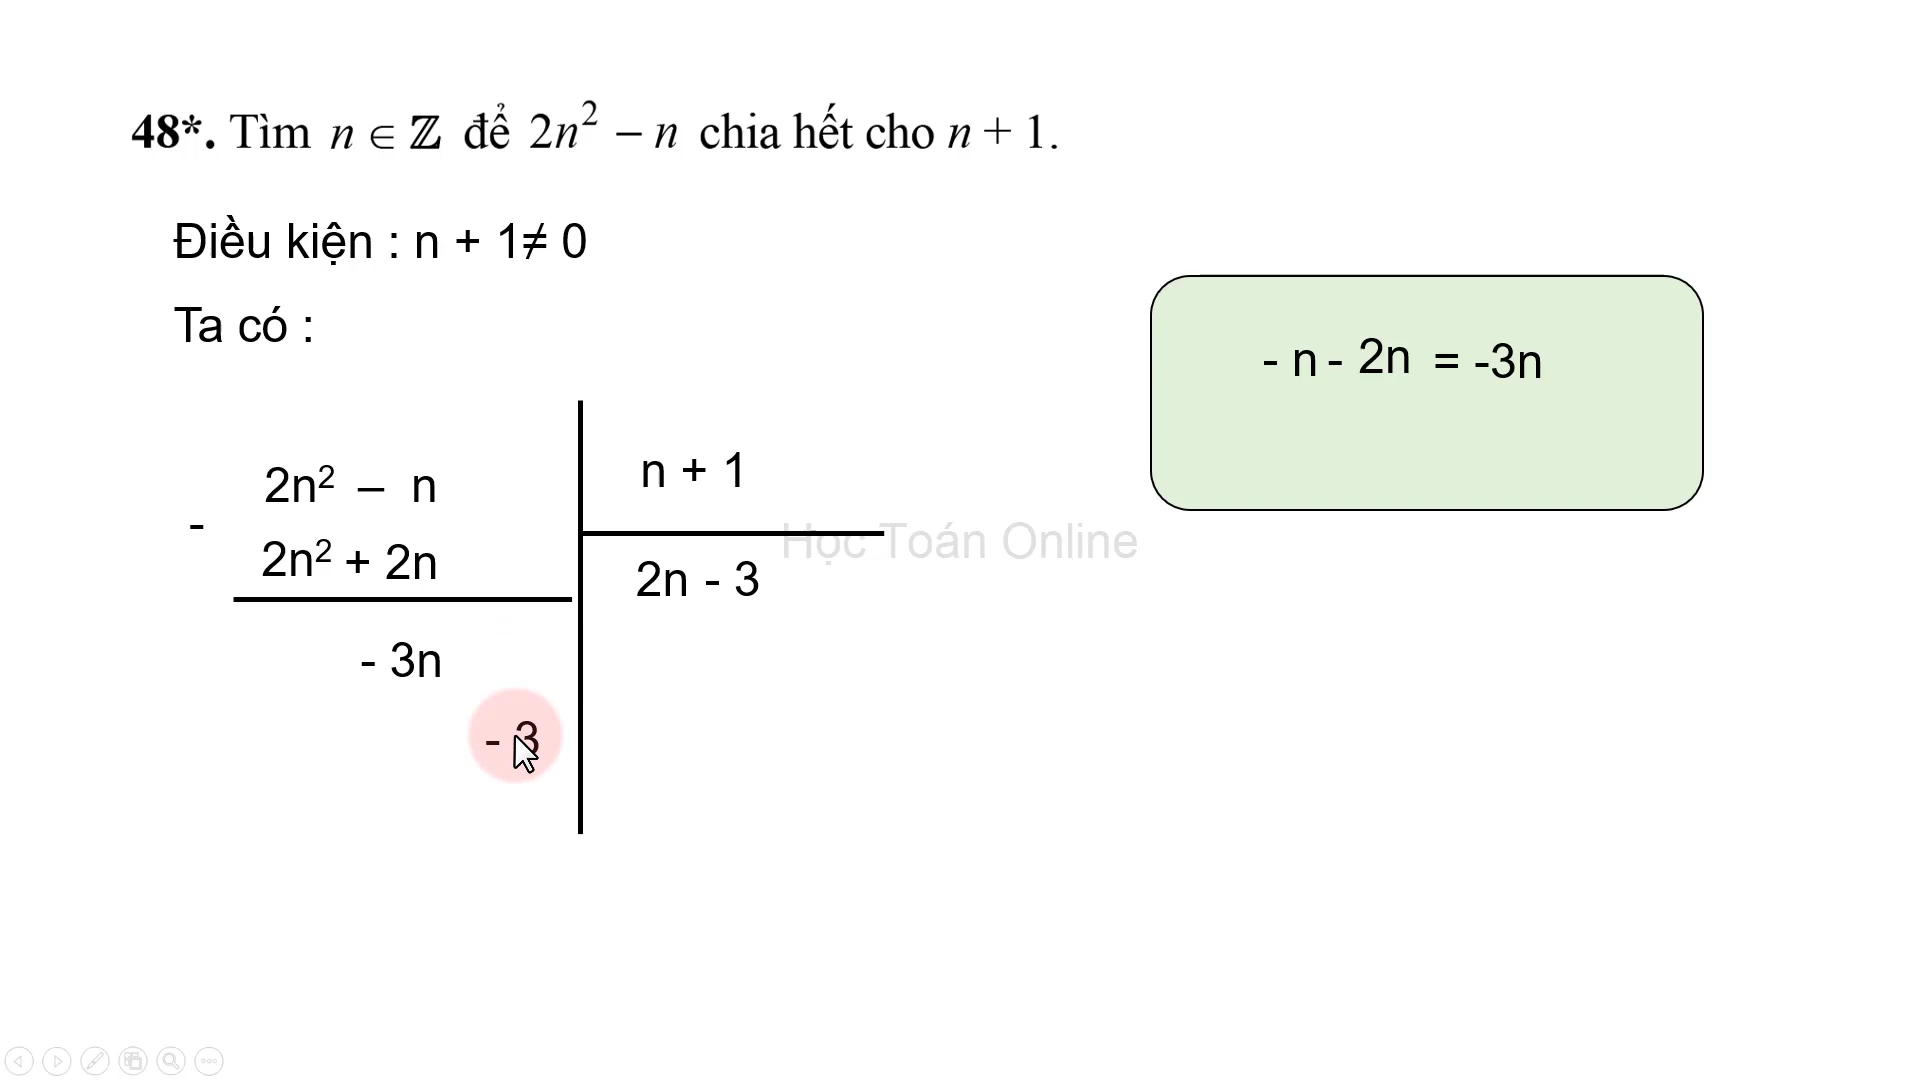 48*. Tìm n ∈ ℤ để 2n² – n chia hết cho n + 1.
Điều kiện : n + 1≠ 0
Ta có :
- n - 2n = -3n
2n² – n
n + 1
-
2n² + 2n
Học Toán Online
2n - 3
- 3n
- 3